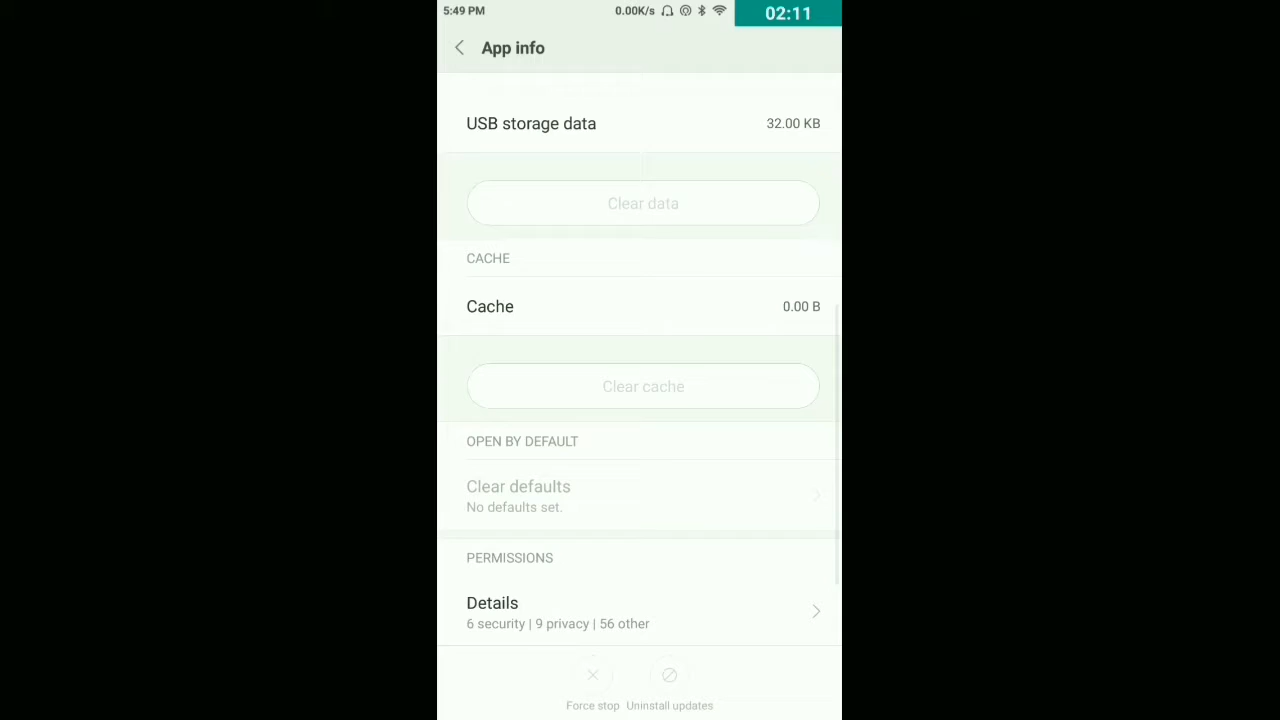 5:49 PM 0.00K/s 02:11
App info
USB storage data 32.00 KB
Clear data
CACHE
Cache 0.00 B
Clear cache
OPEN BY DEFAULT
Clear defaults
No defaults set.
PERMISSIONS
Details
6 security | 9 privacy | 56 other
Force stop Uninstall updates